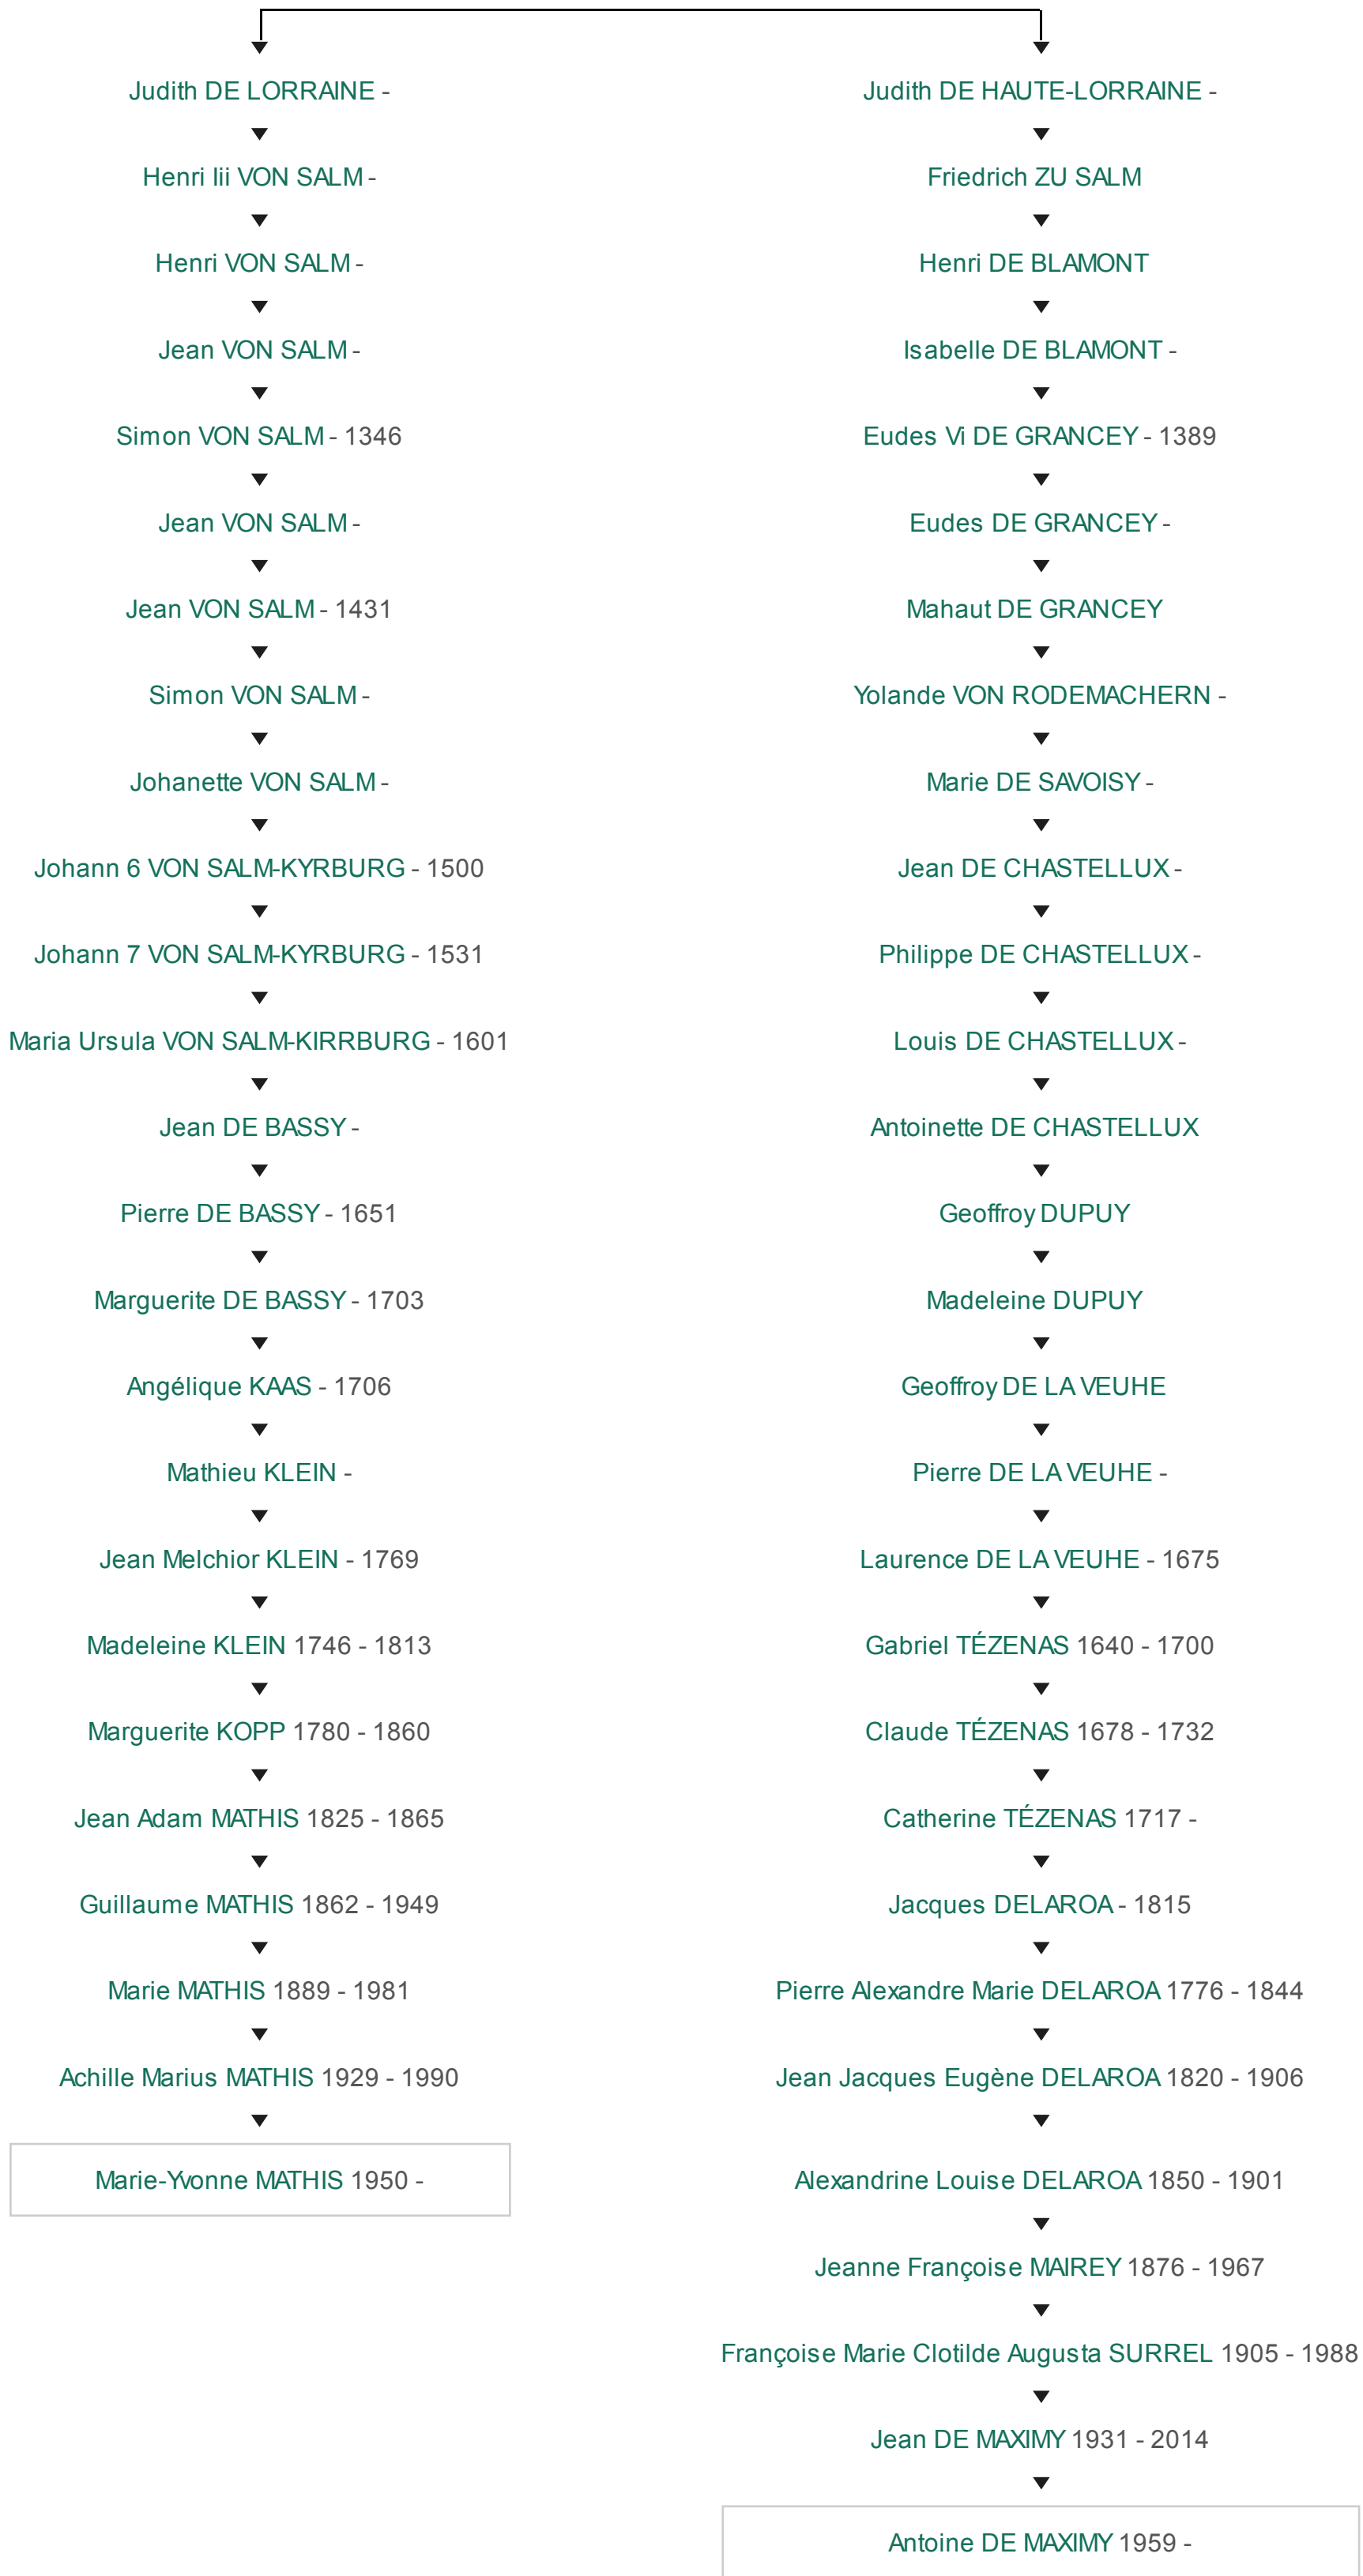 Judith DE LORRAINE -
Henri Iii VON SALM -
Henri VON SALM -
Jean VON SALM -
Simon VON SALM - 1346
Jean VON SALM -
Jean VON SALM - 1431
Simon VON SALM -
Johanette VON SALM -
Johann 6 VON SALM-KYRBURG - 1500
Johann 7 VON SALM-KYRBURG - 1531
Maria Ursula VON SALM-KIRRBURG - 1601
Jean DE BASSY -
Pierre DE BASSY - 1651
Marguerite DE BASSY - 1703
Angélique KAAS - 1706
Mathieu KLEIN -
Jean Melchior KLEIN - 1769
Madeleine KLEIN 1746 - 1813
Marguerite KOPP 1780 - 1860
Jean Adam MATHIS 1825 - 1865
Guillaume MATHIS 1862 - 1949
Marie MATHIS 1889 - 1981
Achille Marius MATHIS 1929 - 1990
Marie-Yvonne MATHIS 1950 -
Judith DE HAUTE-LORRAINE -
Friedrich ZU SALM
Henri DE BLAMONT
Isabelle DE BLAMONT -
Eudes Vi DE GRANCEY - 1389
Eudes DE GRANCEY -
Mahaut DE GRANCEY
Yolande VON RODEMACHERN -
Marie DE SAVOISY -
Jean DE CHASTELLUX -
Philippe DE CHASTELLUX -
Louis DE CHASTELLUX -
Antoinette DE CHASTELLUX
Geoffroy DUPUY
Madeleine DUPUY
Geoffroy DE LA VEUHE
Pierre DE LA VEUHE -
Laurence DE LA VEUHE - 1675
Gabriel TÉZENAS 1640 - 1700
Claude TÉZENAS 1678 - 1732
Catherine TÉZENAS 1717 -
Jacques DELAROA - 1815
Pierre Alexandre Marie DELAROA 1776 - 1844
Jean Jacques Eugène DELAROA 1820 - 1906
Alexandrine Louise DELAROA 1850 - 1901
Jeanne Françoise MAIREY 1876 - 1967
Françoise Marie Clotilde Augusta SURREL 1905 - 1988
Jean DE MAXIMY 1931 - 2014
Antoine DE MAXIMY 1959 -